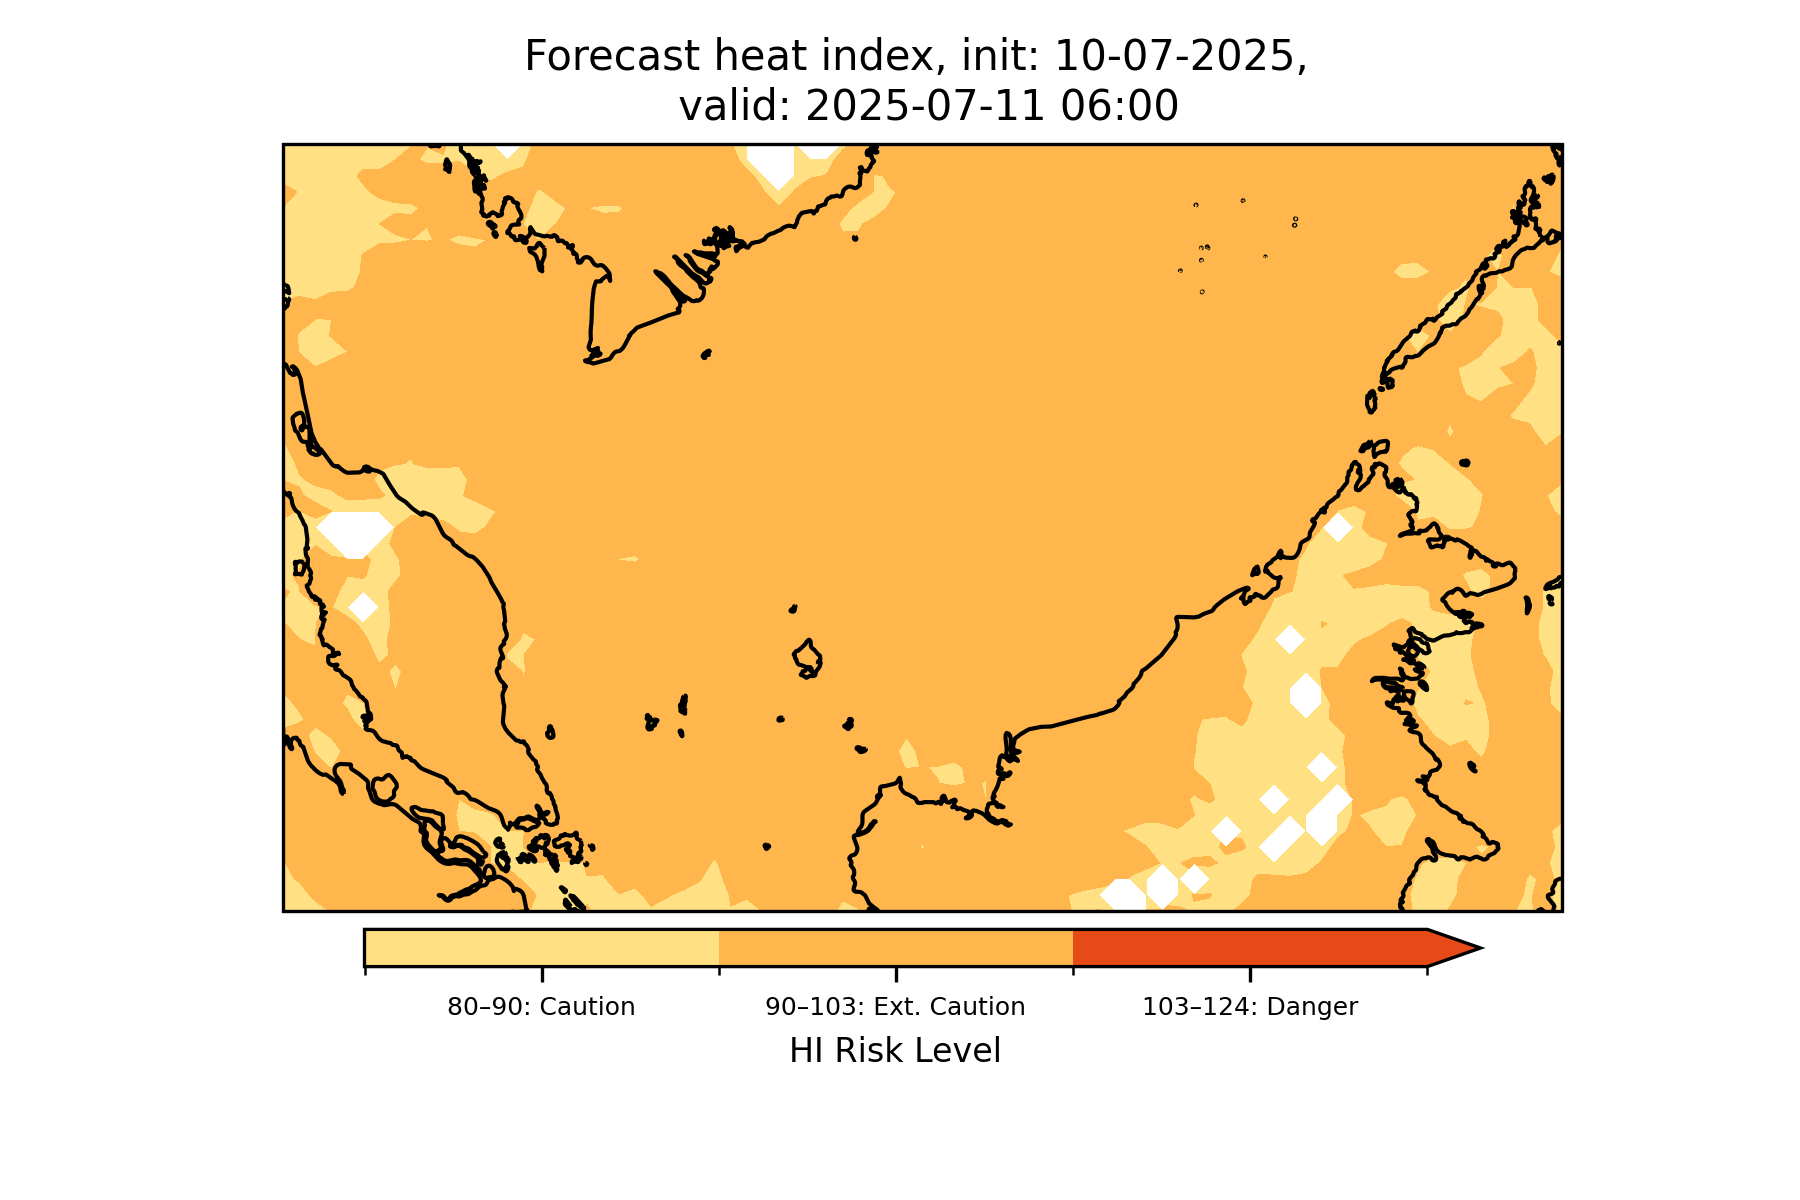 Forecast heat index, init: 10-07-2025,
valid: 2025-07-11 06:00
80–90: Caution
90–103: Ext. Caution
103–124: Danger
HI Risk Level